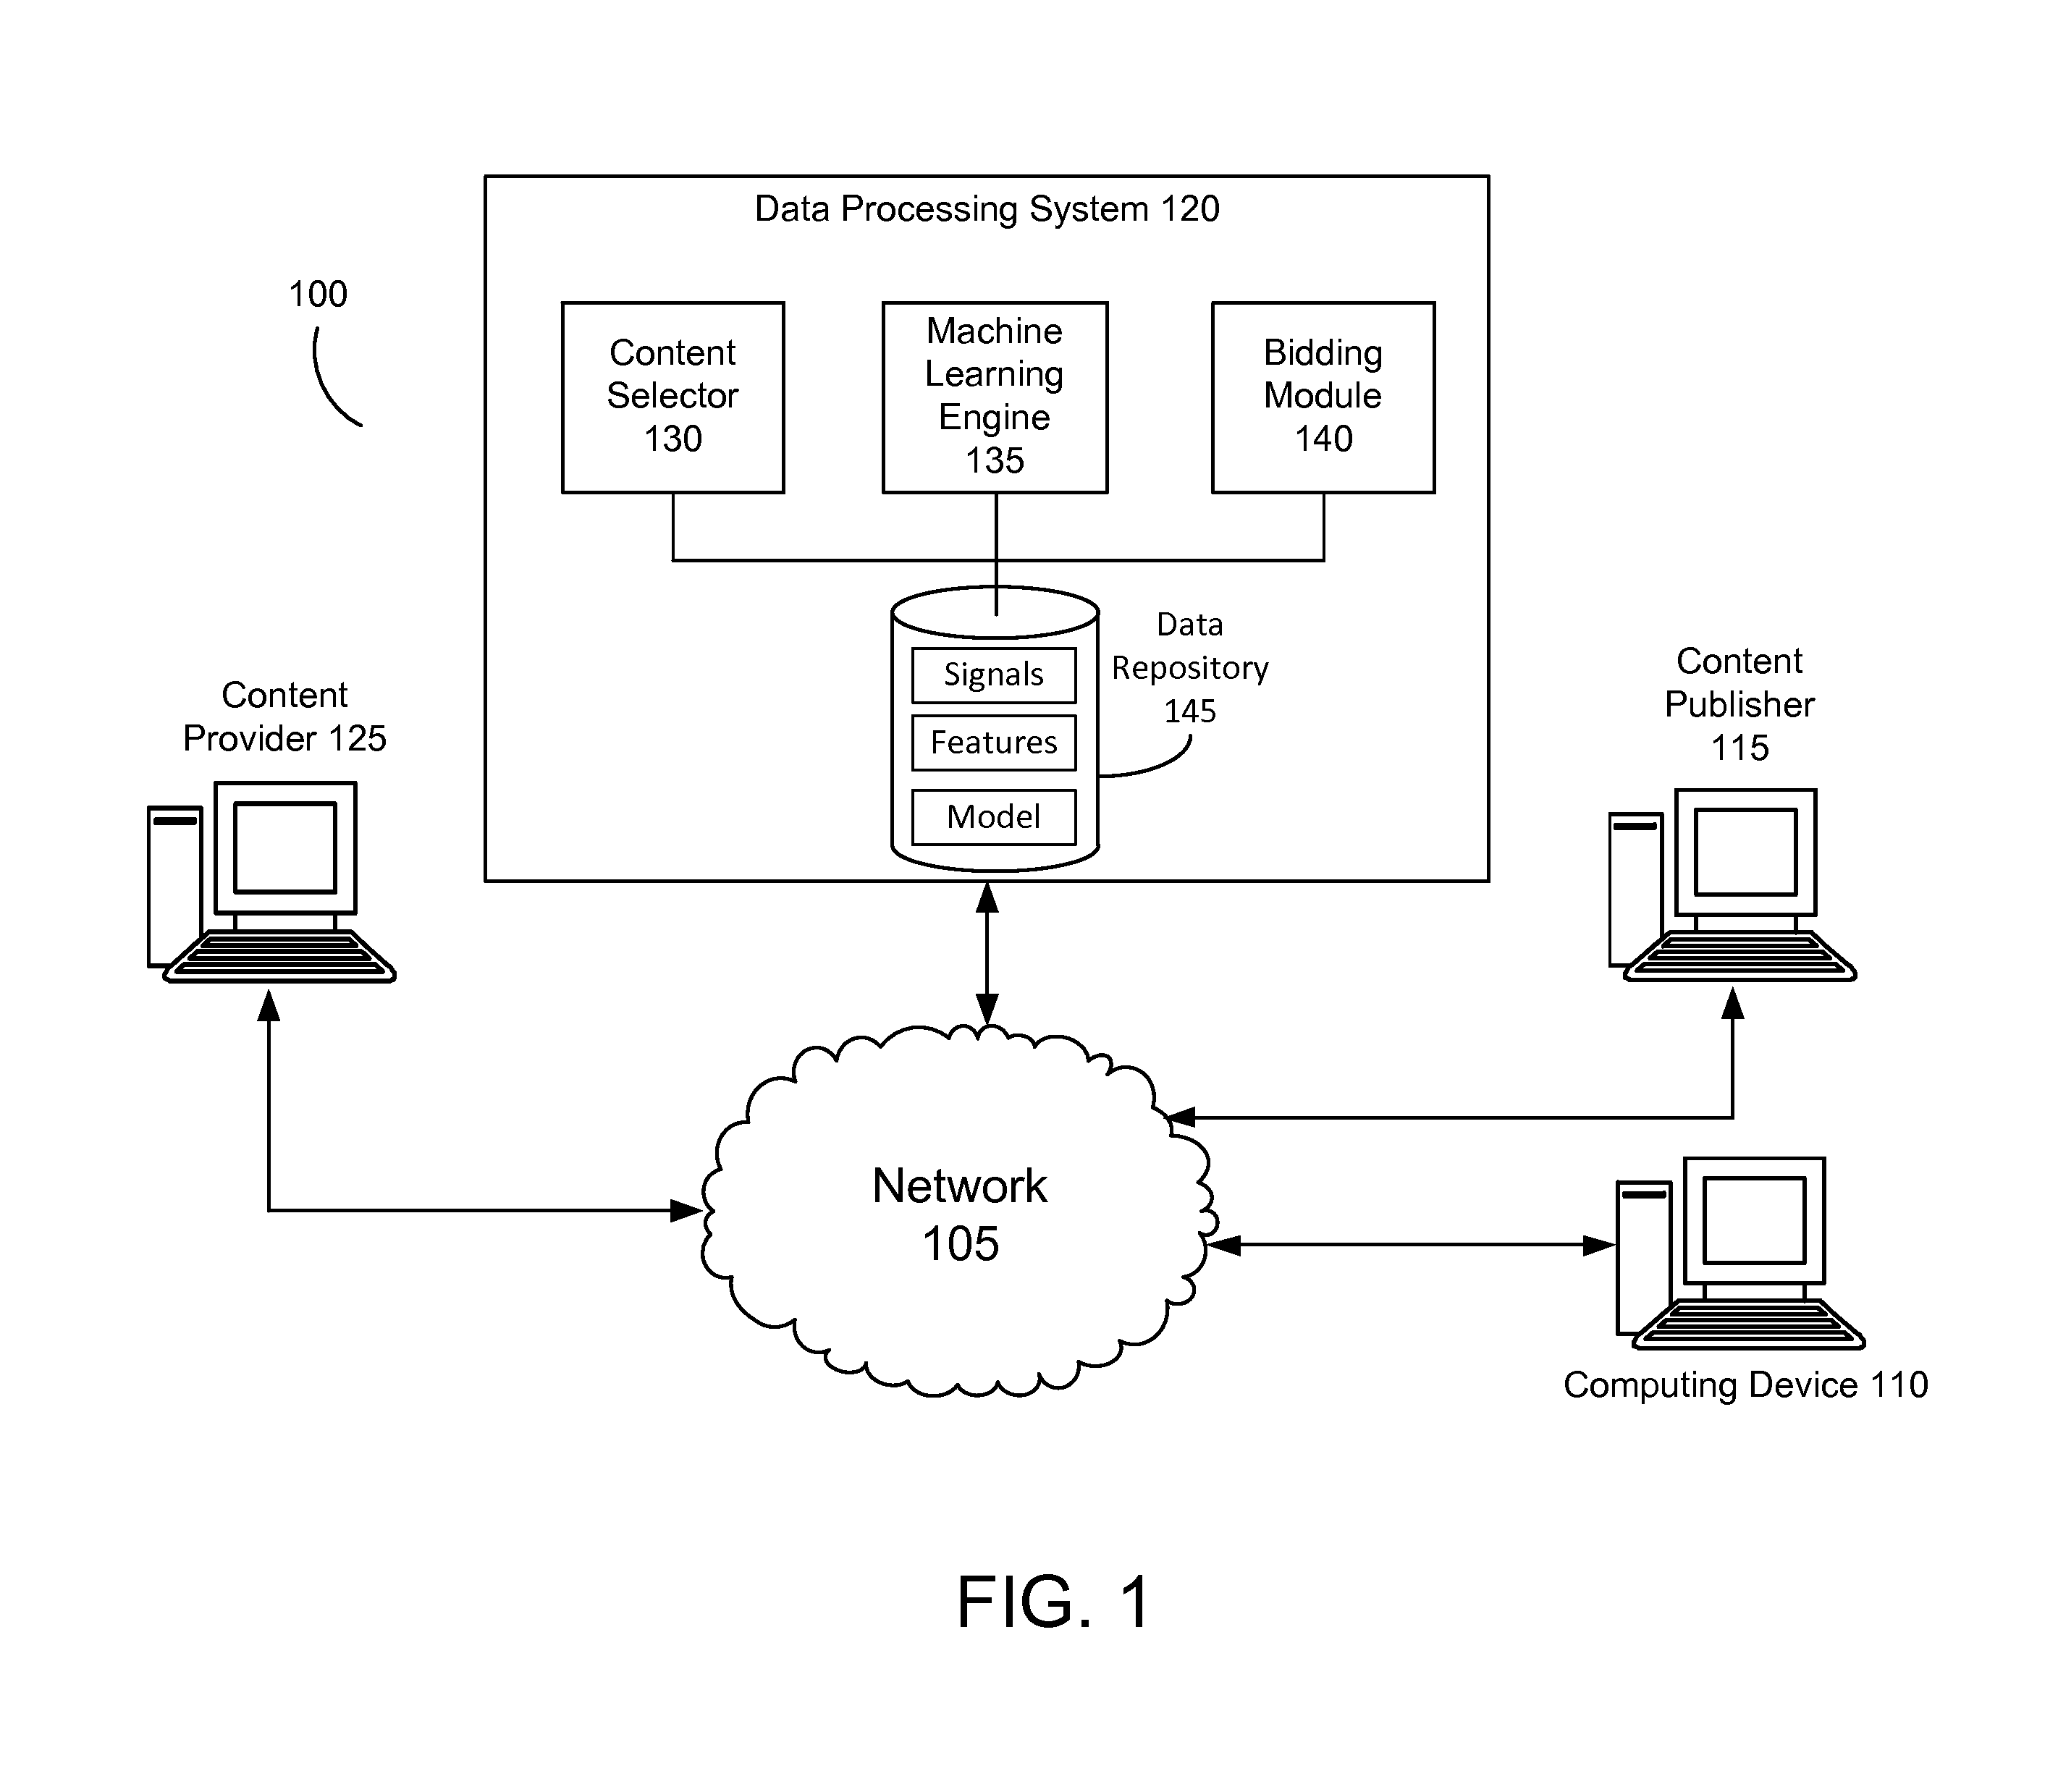 Data Processing System 120
100
Content
Selector
130
Machine
Learning
Engine
135
Bidding
Module
140
Data
Repository
145
Signals
Features
Model
Content
Provider 125
Content
Publisher
115
Network
105
Computing Device 110
FIG. 1